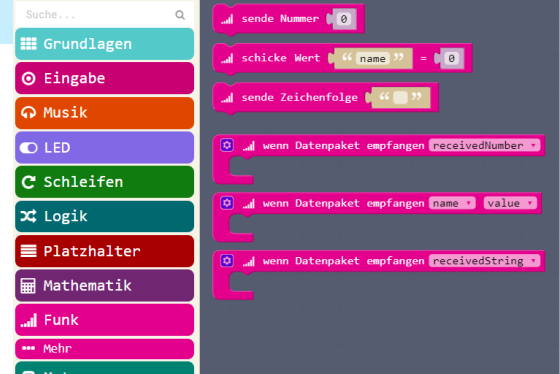 Suche...
Grundlagen
Eingabe
Musik
LED
Schleifen
Logik
Platzhalter
Mathematik
Funk
Mehr
sende Nummer 0
schicke Wert “ name ” = 0
sende Zeichenfolge “ ”
wenn Datenpaket empfangen receivedNumber
wenn Datenpaket empfangen name value
wenn Datenpaket empfangen receivedString